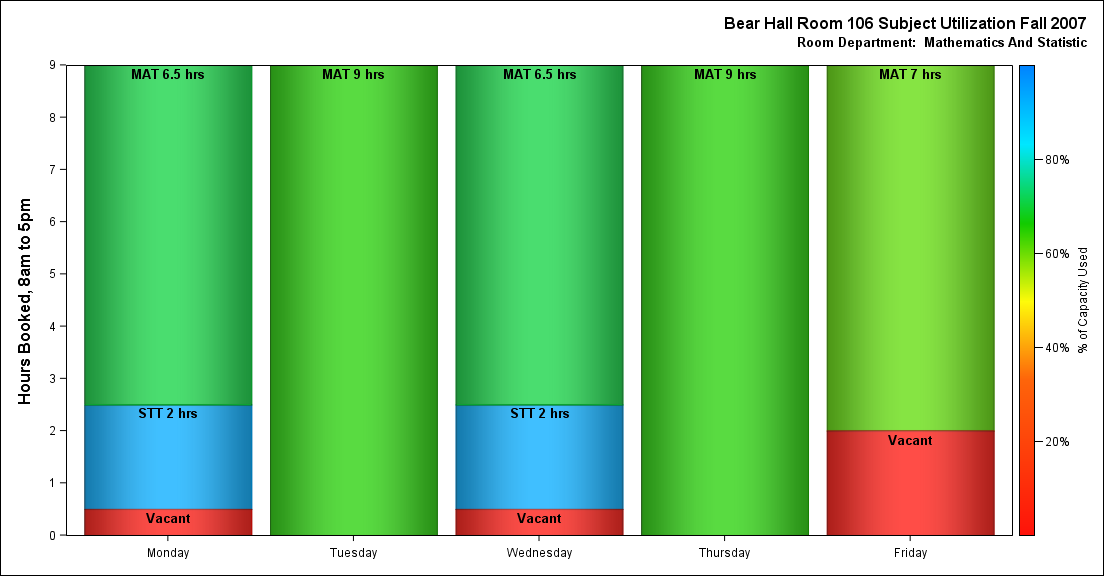 Bear Hall Room 106 Subject Utilization Fall 2007
Room Department:  Mathematics And Statistic
Hours Booked, 8am to 5pm
9
8
7
6
5
4
3
2
1
0
MAT 6.5 hrs
STT 2 hrs
Vacant
MAT 9 hrs
MAT 6.5 hrs
STT 2 hrs
Vacant
MAT 9 hrs
MAT 7 hrs
Vacant
Monday
Tuesday
Wednesday
Thursday
Friday
80%
60%
40%
20%
% of Capacity Used